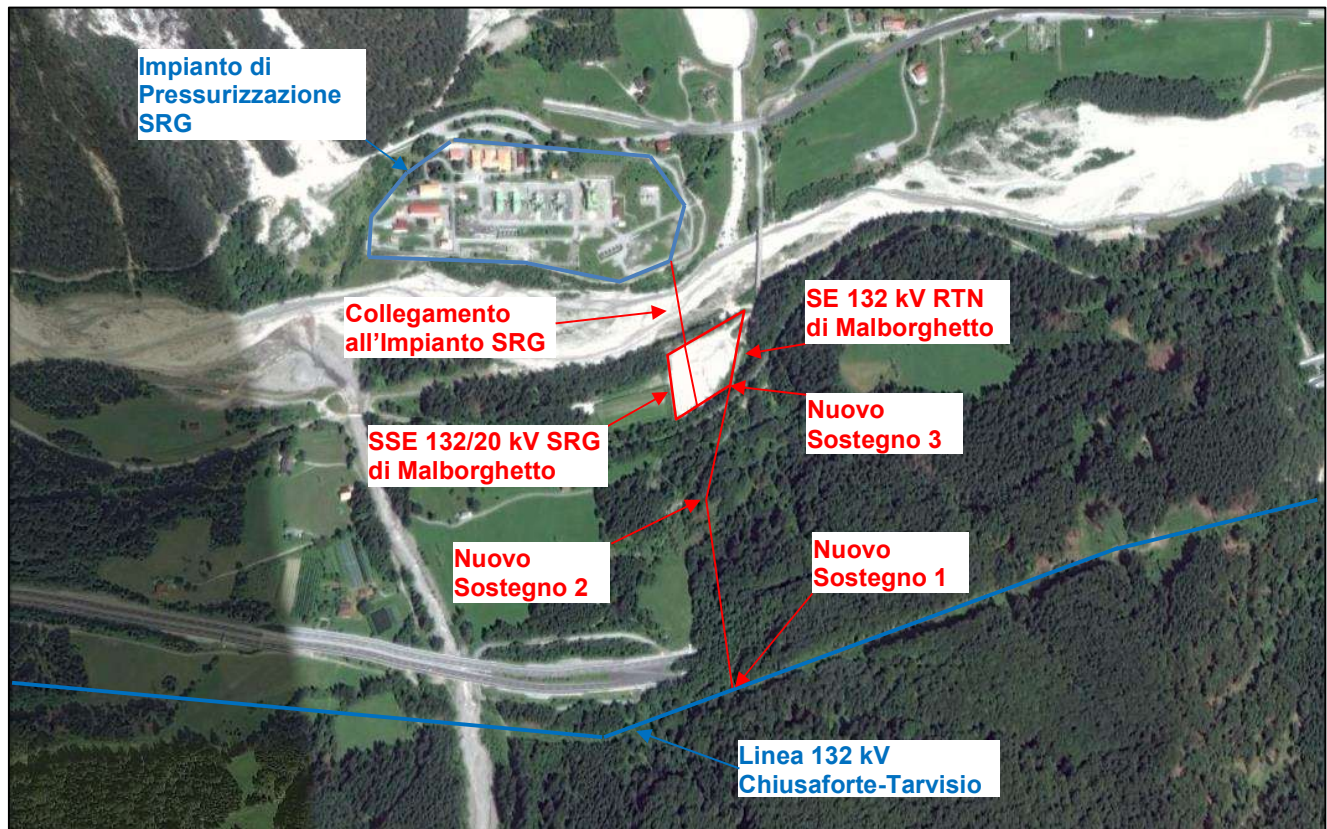 Impianto di
Pressurizzazione
SRG
Collegamento
all'Impianto SRG
SE 132 kV RTN
di Malborghetto
SSE 132/20 kV SRG
di Malborghetto
Nuovo
Sostegno 3
Nuovo
Sostegno 2
Nuovo
Sostegno 1
Linea 132 kV
Chiusaforte-Tarvisio